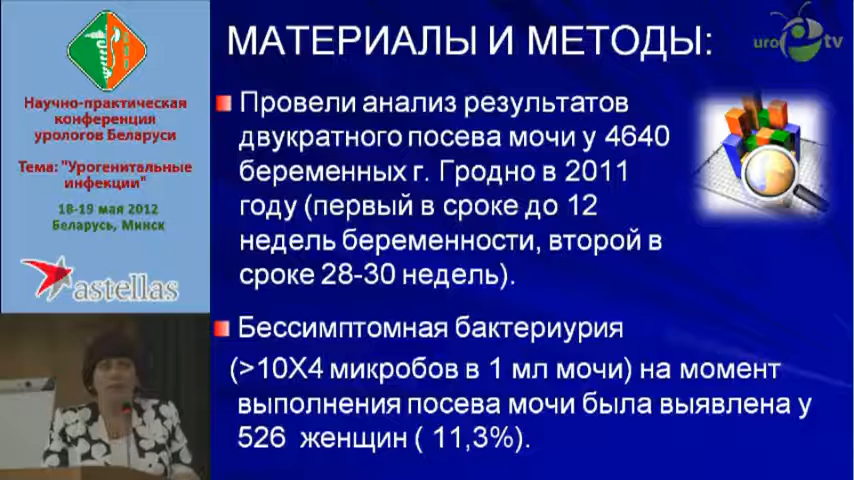 Научно-практическая
конференция
урологов Беларуси
Тема: "Урогенитальные
инфекции"
18-19 мая 2012
Беларусь, Минск
astellas
МАТЕРИАЛЫ И МЕТОДЫ:
uro tv
Провели анализ результатов
двукратного посева мочи у 4640
беременных г. Гродно в 2011
году (первый в сроке до 12
недель беременности, второй в
сроке 28-30 недель).
Бессимптомная бактериурия
(>10Х4 микробов в 1 мл мочи) на момент
выполнения посева мочи была выявлена у
526 женщин ( 11,3%).